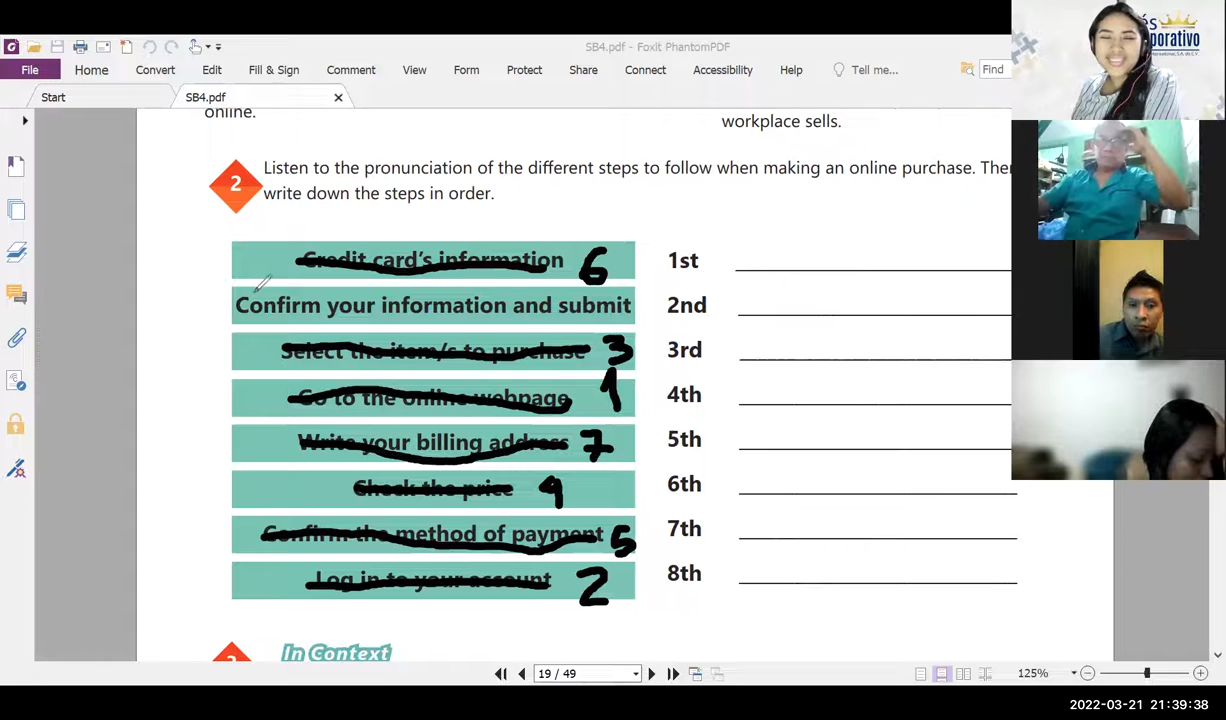 SB4.pdf - Foxit PhantomPDF
File Home Convert Edit Fill & Sign Comment View Form Protect Share Connect Accessibility Help Tell me... Find
Start SB4.pdf
online.
workplace sells.
2 Listen to the pronunciation of the different steps to follow when making an online purchase. The
write down the steps in order.
Credit card's information 6 1st
Confirm your information and submit 2nd
Select the item/s to purchase 3 3rd
Go to the online webpage 1 4th
Write your billing address 7 5th
Check the price 4 6th
Confirm the method of payment 5 7th
Log in to your account 2 8th
In Context
19 / 49
125%
2022-03-21 21:39:38